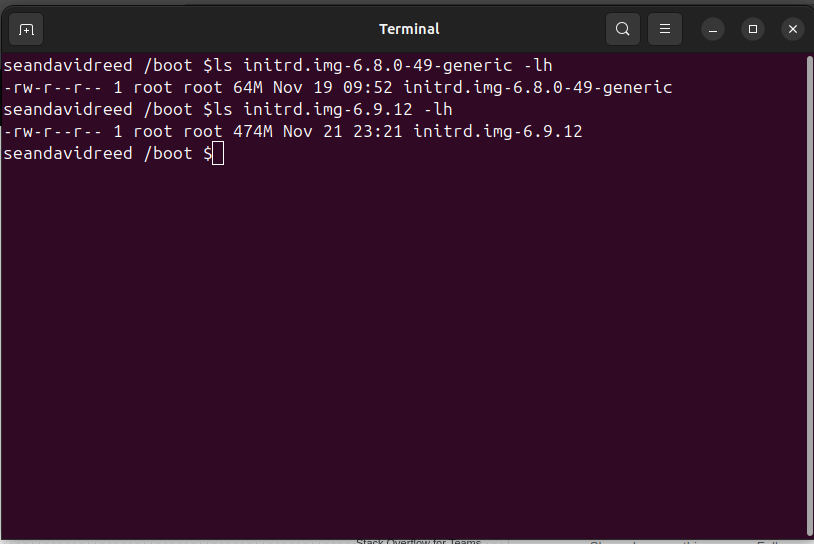 Terminal
seandavidreed /boot $ls initrd.img-6.8.0-49-generic -lh
-rw-r--r-- 1 root root 64M Nov 19 09:52 initrd.img-6.8.0-49-generic
seandavidreed /boot $ls initrd.img-6.9.12 -lh
-rw-r--r-- 1 root root 474M Nov 21 23:21 initrd.img-6.9.12
seandavidreed /boot $
Stack Overflow for Teams